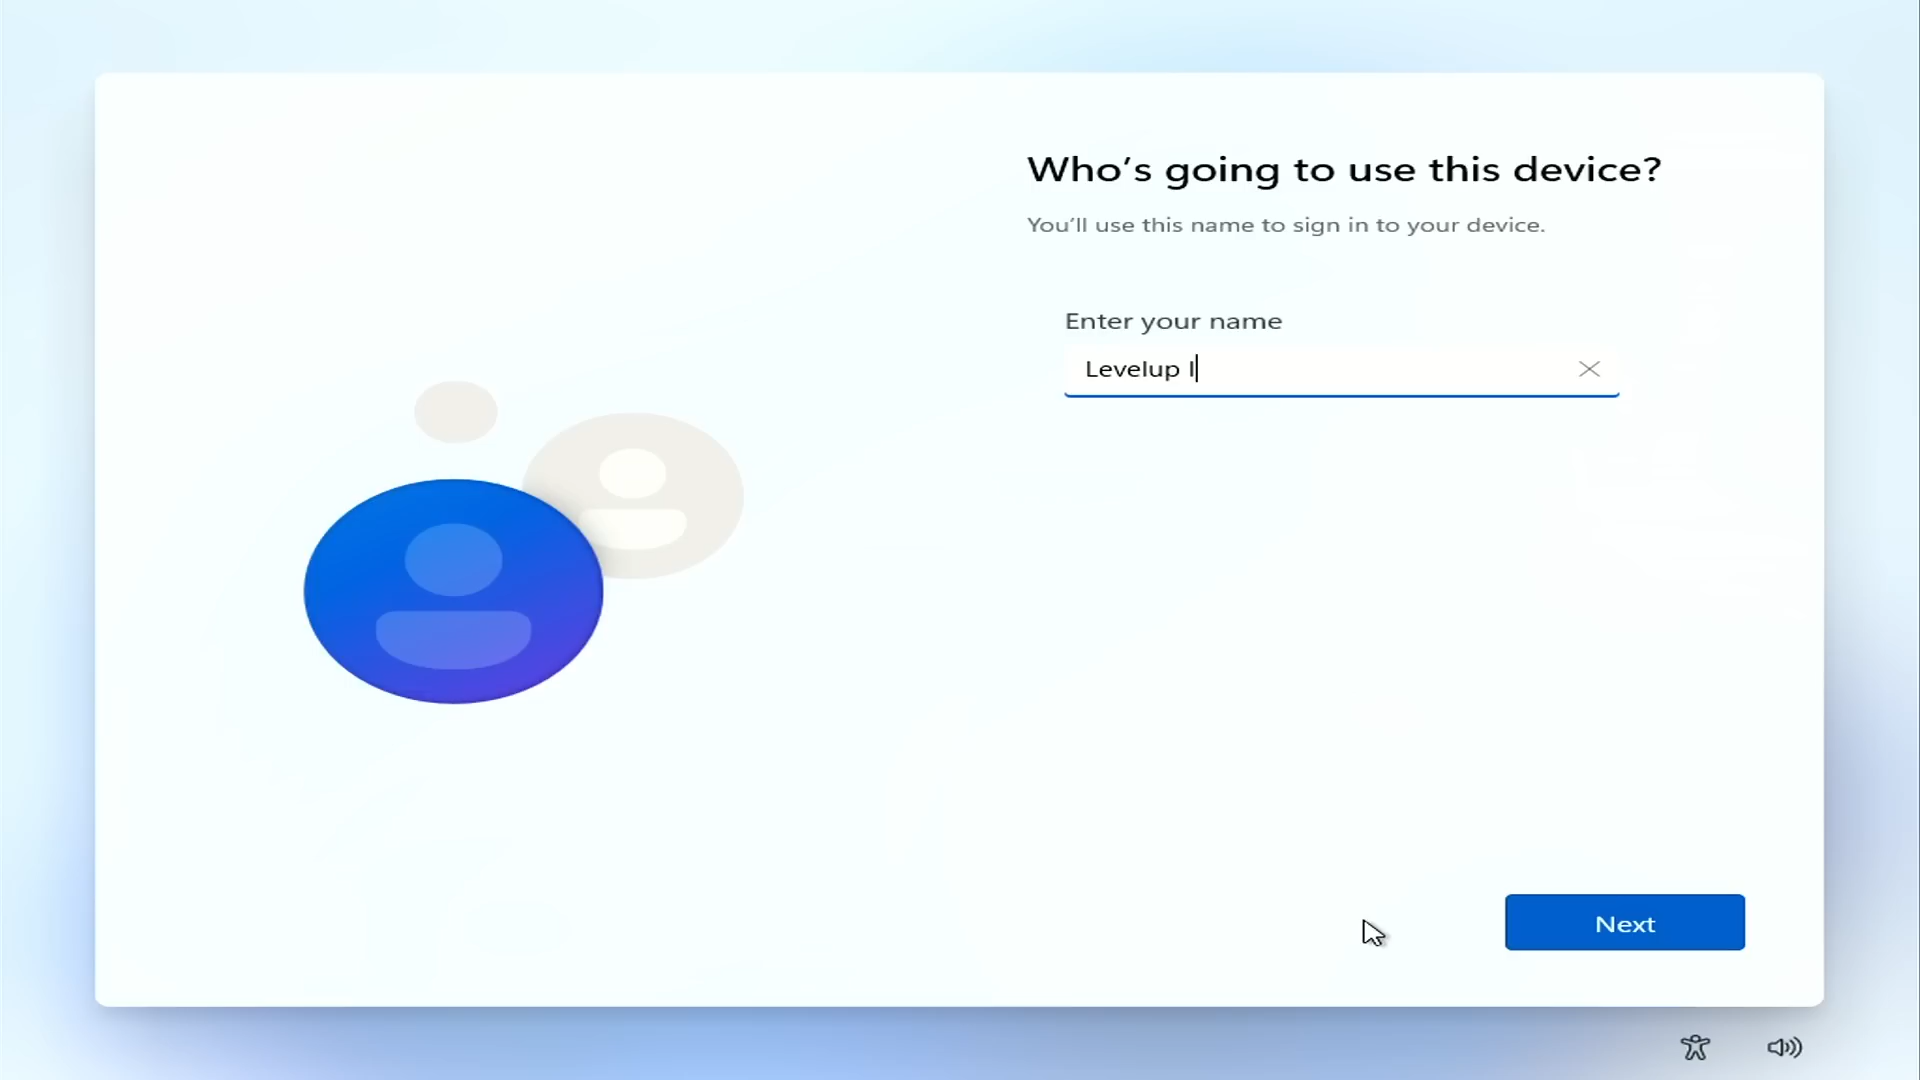 Who's going to use this device?
You'll use this name to sign in to your device.
Enter your name
Levelup I
Next